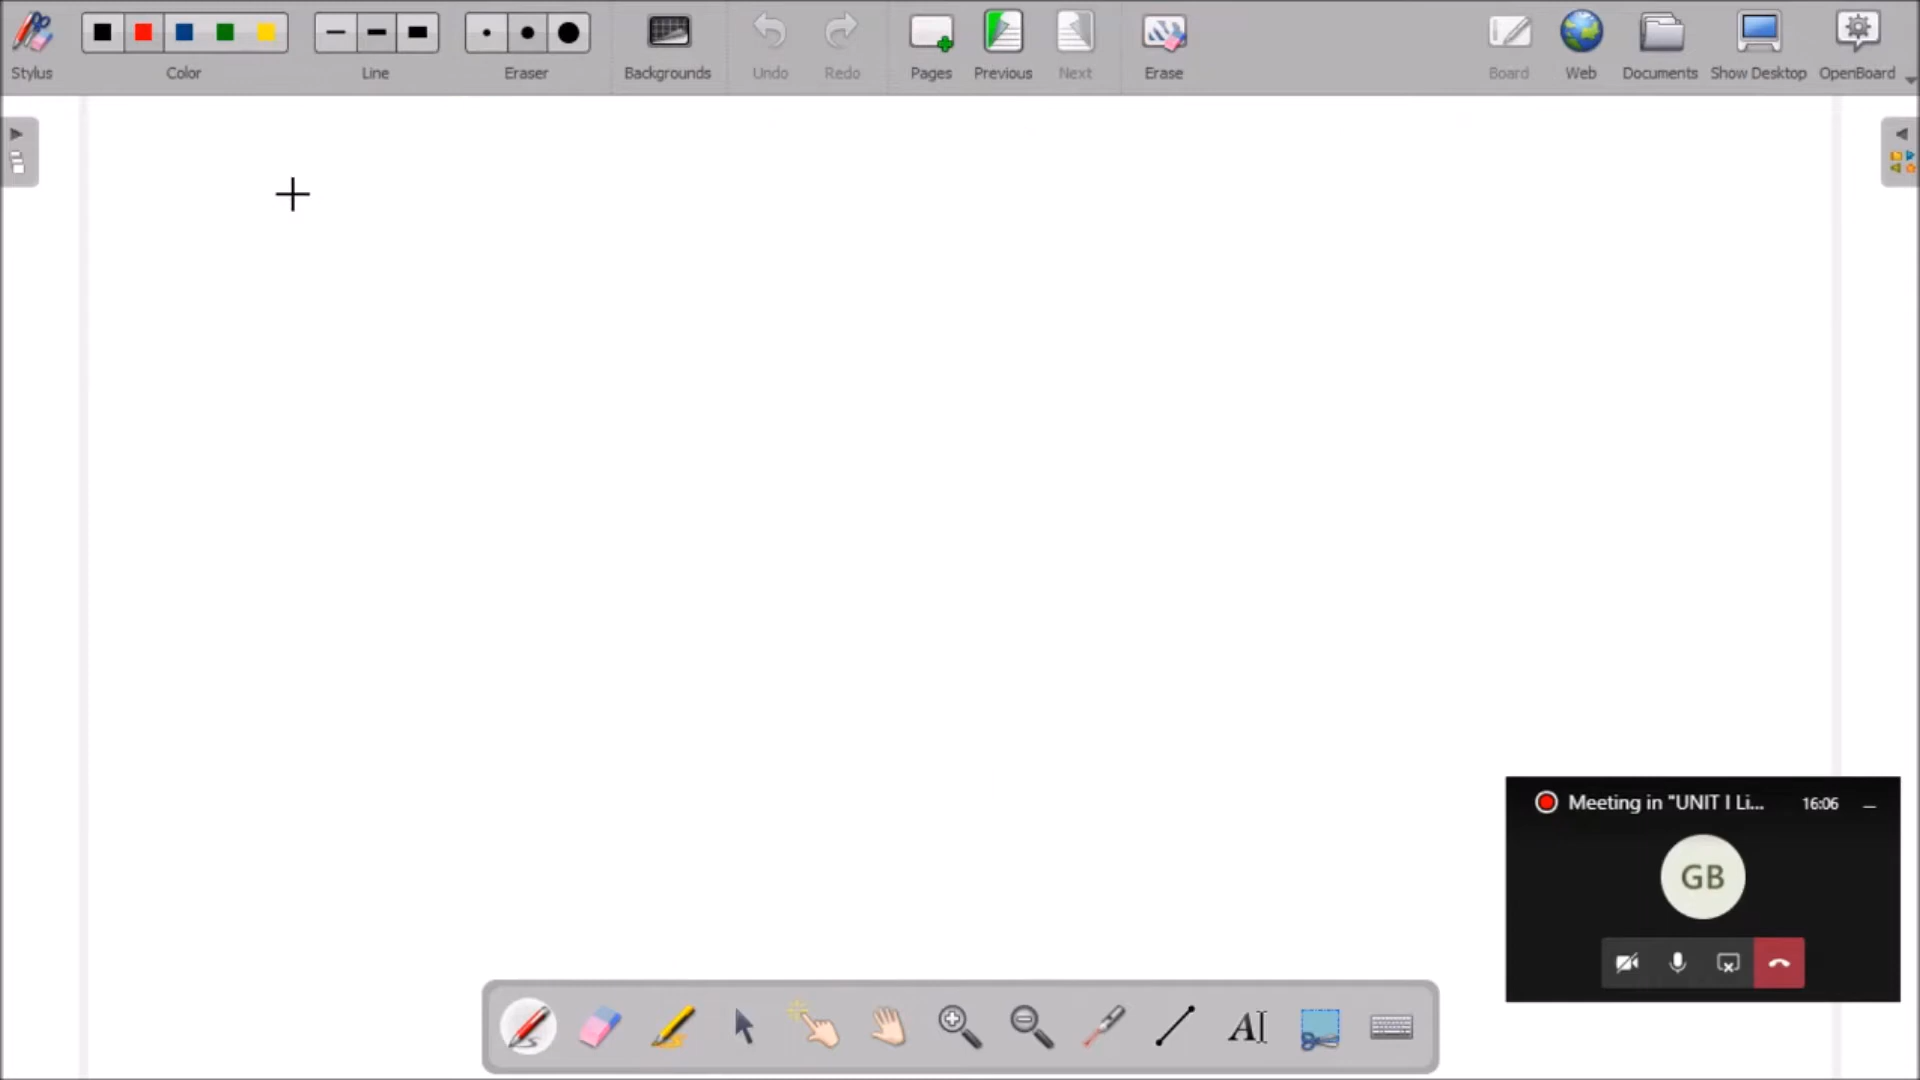 Stylus Color Line Eraser Backgrounds Undo Redo Pages Previous Next Erase Board Web Documents Show Desktop OpenBoard
Meeting in "UNIT I Li... 16:06
GB
AI